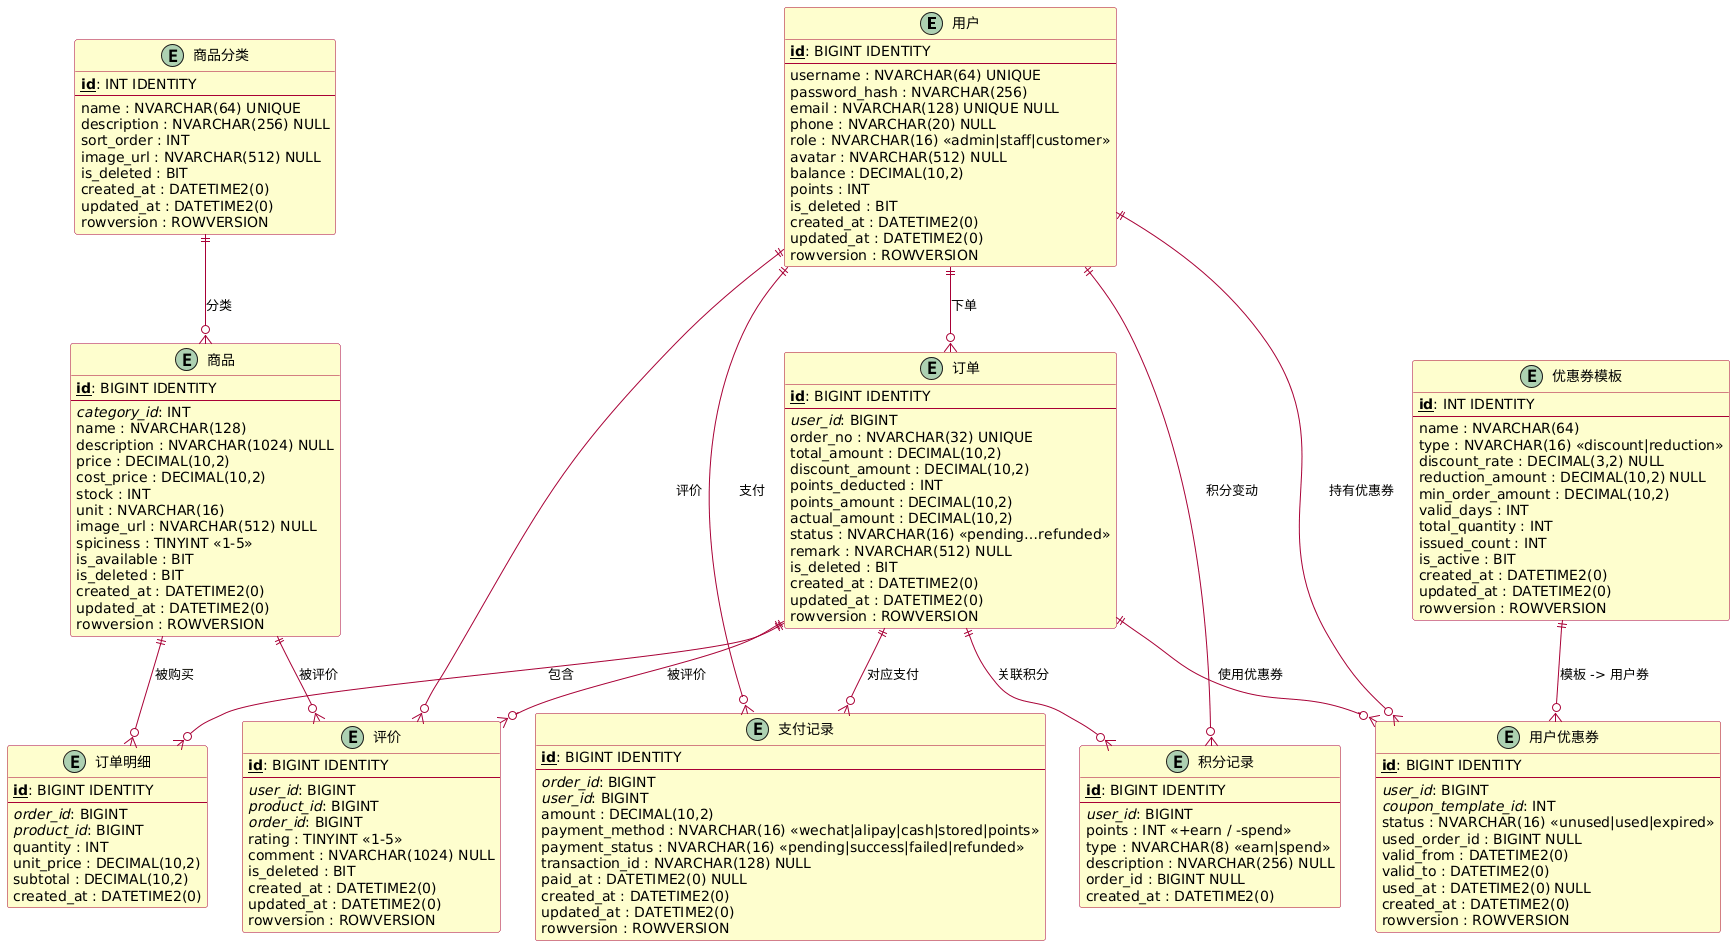 E 用户
id: BIGINT IDENTITY
username : NVARCHAR(64) UNIQUE
password_hash : NVARCHAR(256)
email : NVARCHAR(128) UNIQUE NULL
phone : NVARCHAR(20) NULL
role : NVARCHAR(16) «admin|staff|customer»
avatar : NVARCHAR(512) NULL
balance : DECIMAL(10,2)
points : INT
is_deleted : BIT
created_at : DATETIME2(0)
updated_at : DATETIME2(0)
rowversion : ROWVERSION
E 商品分类
id: INT IDENTITY
name : NVARCHAR(64) UNIQUE
description : NVARCHAR(256) NULL
sort_order : INT
image_url : NVARCHAR(512) NULL
is_deleted : BIT
created_at : DATETIME2(0)
updated_at : DATETIME2(0)
rowversion : ROWVERSION
分类
下单
E 商品
id: BIGINT IDENTITY
category_id: INT
name : NVARCHAR(128)
description : NVARCHAR(1024) NULL
price : DECIMAL(10,2)
cost_price : DECIMAL(10,2)
stock : INT
unit : NVARCHAR(16)
image_url : NVARCHAR(512) NULL
spiciness : TINYINT «1-5»
is_available : BIT
is_deleted : BIT
created_at : DATETIME2(0)
updated_at : DATETIME2(0)
rowversion : ROWVERSION
评价
支付
E 订单
id: BIGINT IDENTITY
user_id: BIGINT
order_no : NVARCHAR(32) UNIQUE
total_amount : DECIMAL(10,2)
discount_amount : DECIMAL(10,2)
points_deducted : INT
points_amount : DECIMAL(10,2)
actual_amount : DECIMAL(10,2)
status : NVARCHAR(16) «pending...refunded»
remark : NVARCHAR(512) NULL
is_deleted : BIT
created_at : DATETIME2(0)
updated_at : DATETIME2(0)
rowversion : ROWVERSION
积分变动
持有优惠券
E 优惠券模板
id: INT IDENTITY
name : NVARCHAR(64)
type : NVARCHAR(16) «discount|reduction»
discount_rate : DECIMAL(3,2) NULL
reduction_amount : DECIMAL(10,2) NULL
min_order_amount : DECIMAL(10,2)
valid_days : INT
total_quantity : INT
issued_count : INT
is_active : BIT
created_at : DATETIME2(0)
updated_at : DATETIME2(0)
rowversion : ROWVERSION
被购买
被评价
包含
被评价
对应支付
关联积分
使用优惠券
模板 -> 用户券
E 订单明细
id: BIGINT IDENTITY
order_id: BIGINT
product_id: BIGINT
quantity : INT
unit_price : DECIMAL(10,2)
subtotal : DECIMAL(10,2)
created_at : DATETIME2(0)
E 评价
id: BIGINT IDENTITY
user_id: BIGINT
product_id: BIGINT
order_id: BIGINT
rating : TINYINT «1-5»
comment : NVARCHAR(1024) NULL
is_deleted : BIT
created_at : DATETIME2(0)
updated_at : DATETIME2(0)
rowversion : ROWVERSION
E 支付记录
id: BIGINT IDENTITY
order_id: BIGINT
user_id: BIGINT
amount : DECIMAL(10,2)
payment_method : NVARCHAR(16) «wechat|alipay|cash|stored|points»
payment_status : NVARCHAR(16) «pending|success|failed|refunded»
transaction_id : NVARCHAR(128) NULL
paid_at : DATETIME2(0) NULL
created_at : DATETIME2(0)
updated_at : DATETIME2(0)
rowversion : ROWVERSION
E 积分记录
id: BIGINT IDENTITY
user_id: BIGINT
points : INT «+earn / -spend»
type : NVARCHAR(8) «earn|spend»
description : NVARCHAR(256) NULL
order_id : BIGINT NULL
created_at : DATETIME2(0)
E 用户优惠券
id: BIGINT IDENTITY
user_id: BIGINT
coupon_template_id: INT
status : NVARCHAR(16) «unused|used|expired»
used_order_id : BIGINT NULL
valid_from : DATETIME2(0)
valid_to : DATETIME2(0)
used_at : DATETIME2(0) NULL
created_at : DATETIME2(0)
rowversion : ROWVERSION